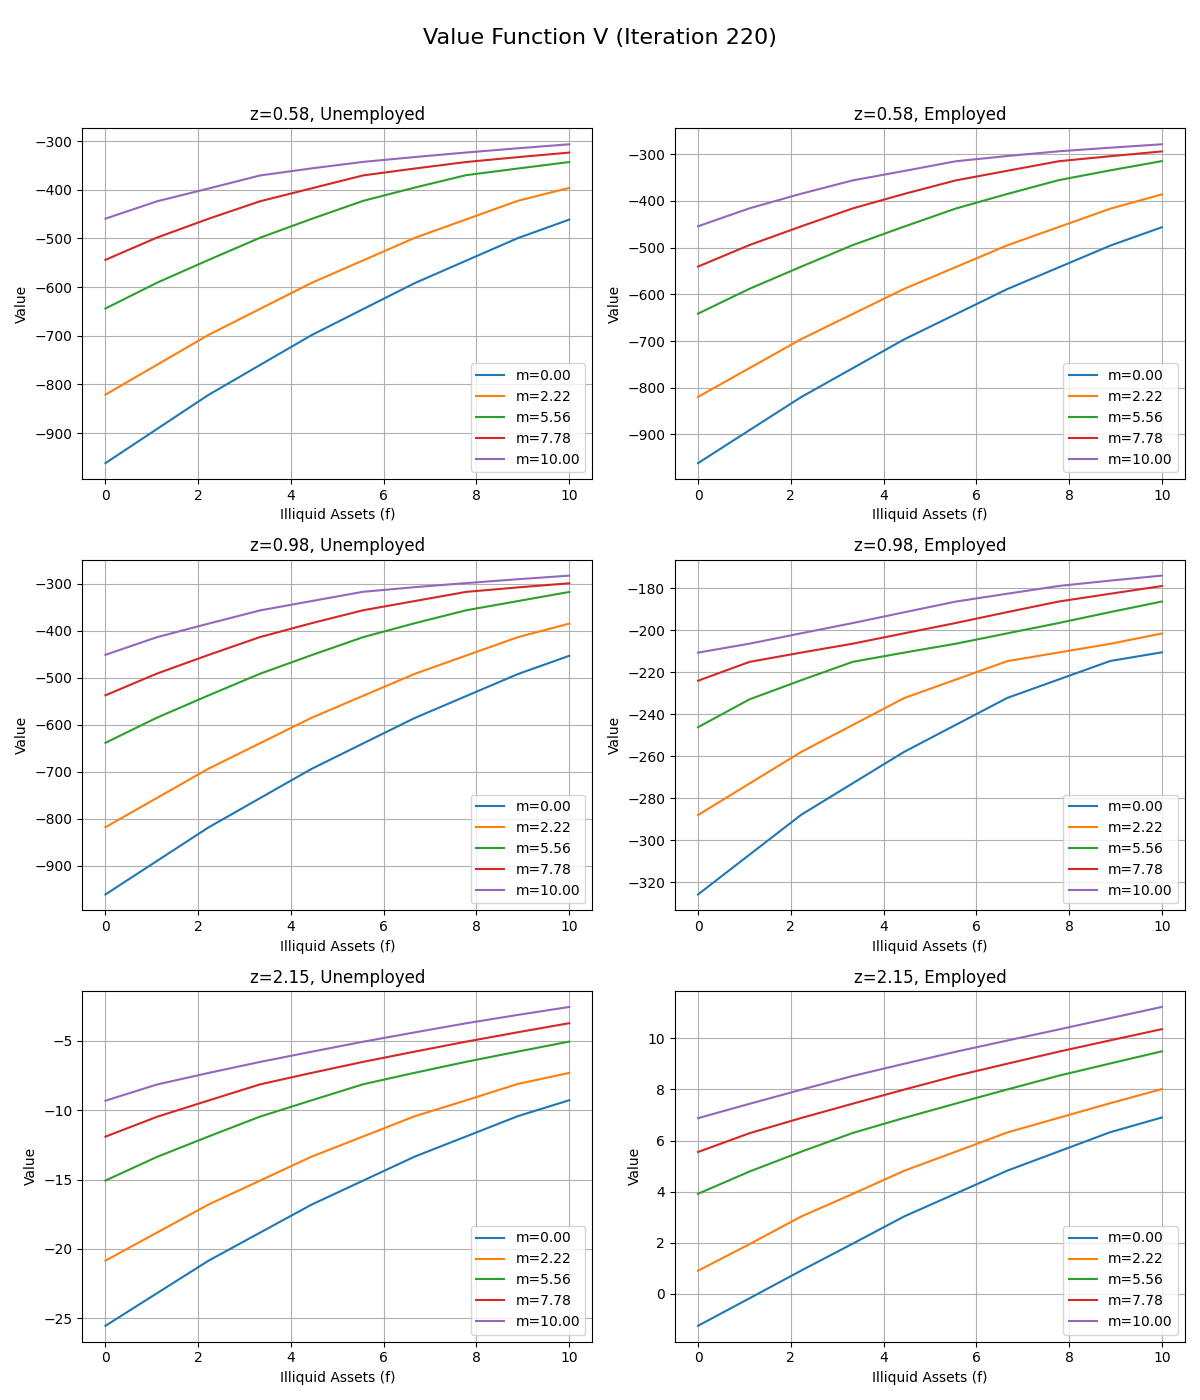 Value Function V (Iteration 220)
z=0.58, Unemployed
−300
−400
−500
−600
−700
−800
−900
Value
0 2 4 6 8 10
Illiquid Assets (f)
m=0.00
m=2.22
m=5.56
m=7.78
m=10.00
z=0.58, Employed
−300
−400
−500
−600
−700
−800
−900
Value
0 2 4 6 8 10
Illiquid Assets (f)
m=0.00
m=2.22
m=5.56
m=7.78
m=10.00
z=0.98, Unemployed
−300
−400
−500
−600
−700
−800
−900
Value
0 2 4 6 8 10
Illiquid Assets (f)
m=0.00
m=2.22
m=5.56
m=7.78
m=10.00
z=0.98, Employed
−180
−200
−220
−240
−260
−280
−300
−320
Value
0 2 4 6 8 10
Illiquid Assets (f)
m=0.00
m=2.22
m=5.56
m=7.78
m=10.00
z=2.15, Unemployed
−5
−10
−15
−20
−25
Value
0 2 4 6 8 10
Illiquid Assets (f)
m=0.00
m=2.22
m=5.56
m=7.78
m=10.00
z=2.15, Employed
10
8
6
4
2
0
Value
0 2 4 6 8 10
Illiquid Assets (f)
m=0.00
m=2.22
m=5.56
m=7.78
m=10.00